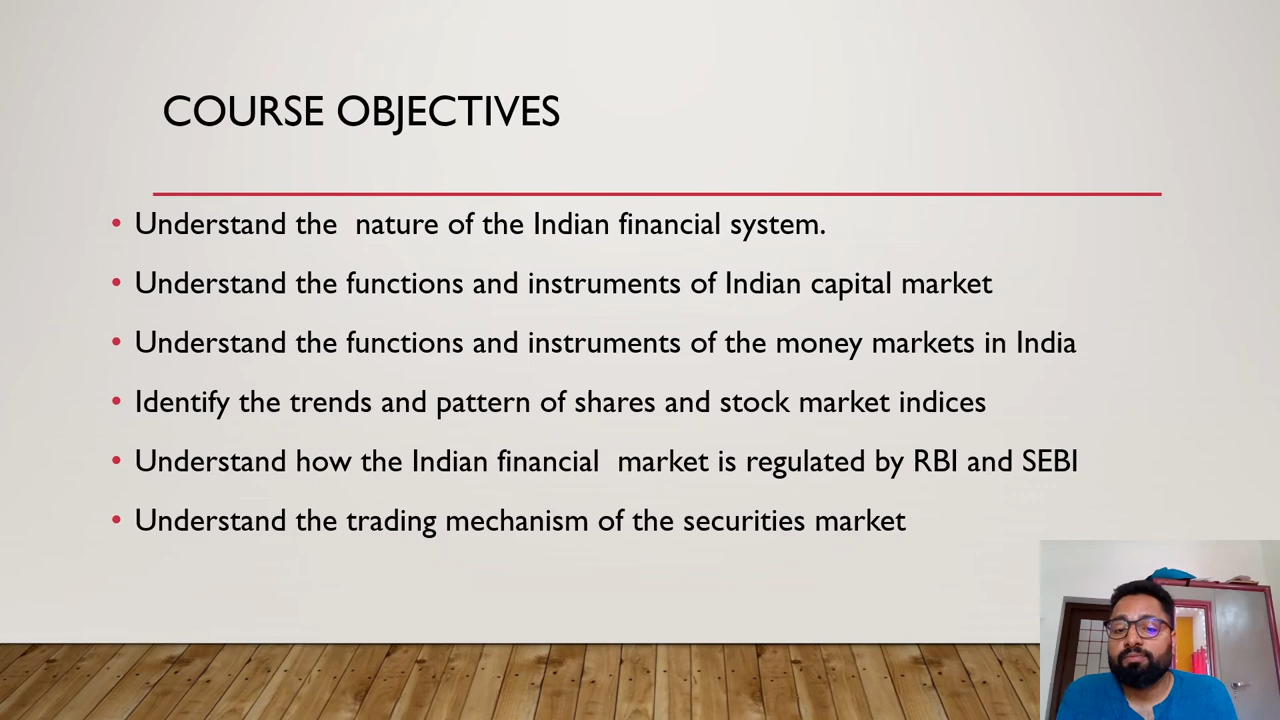 COURSE OBJECTIVES
• Understand the  nature of the Indian financial system.
• Understand the functions and instruments of Indian capital market
• Understand the functions and instruments of the money markets in India
• Identify the trends and pattern of shares and stock market indices
• Understand how the Indian financial  market is regulated by RBI and SEBI
• Understand the trading mechanism of the securities market